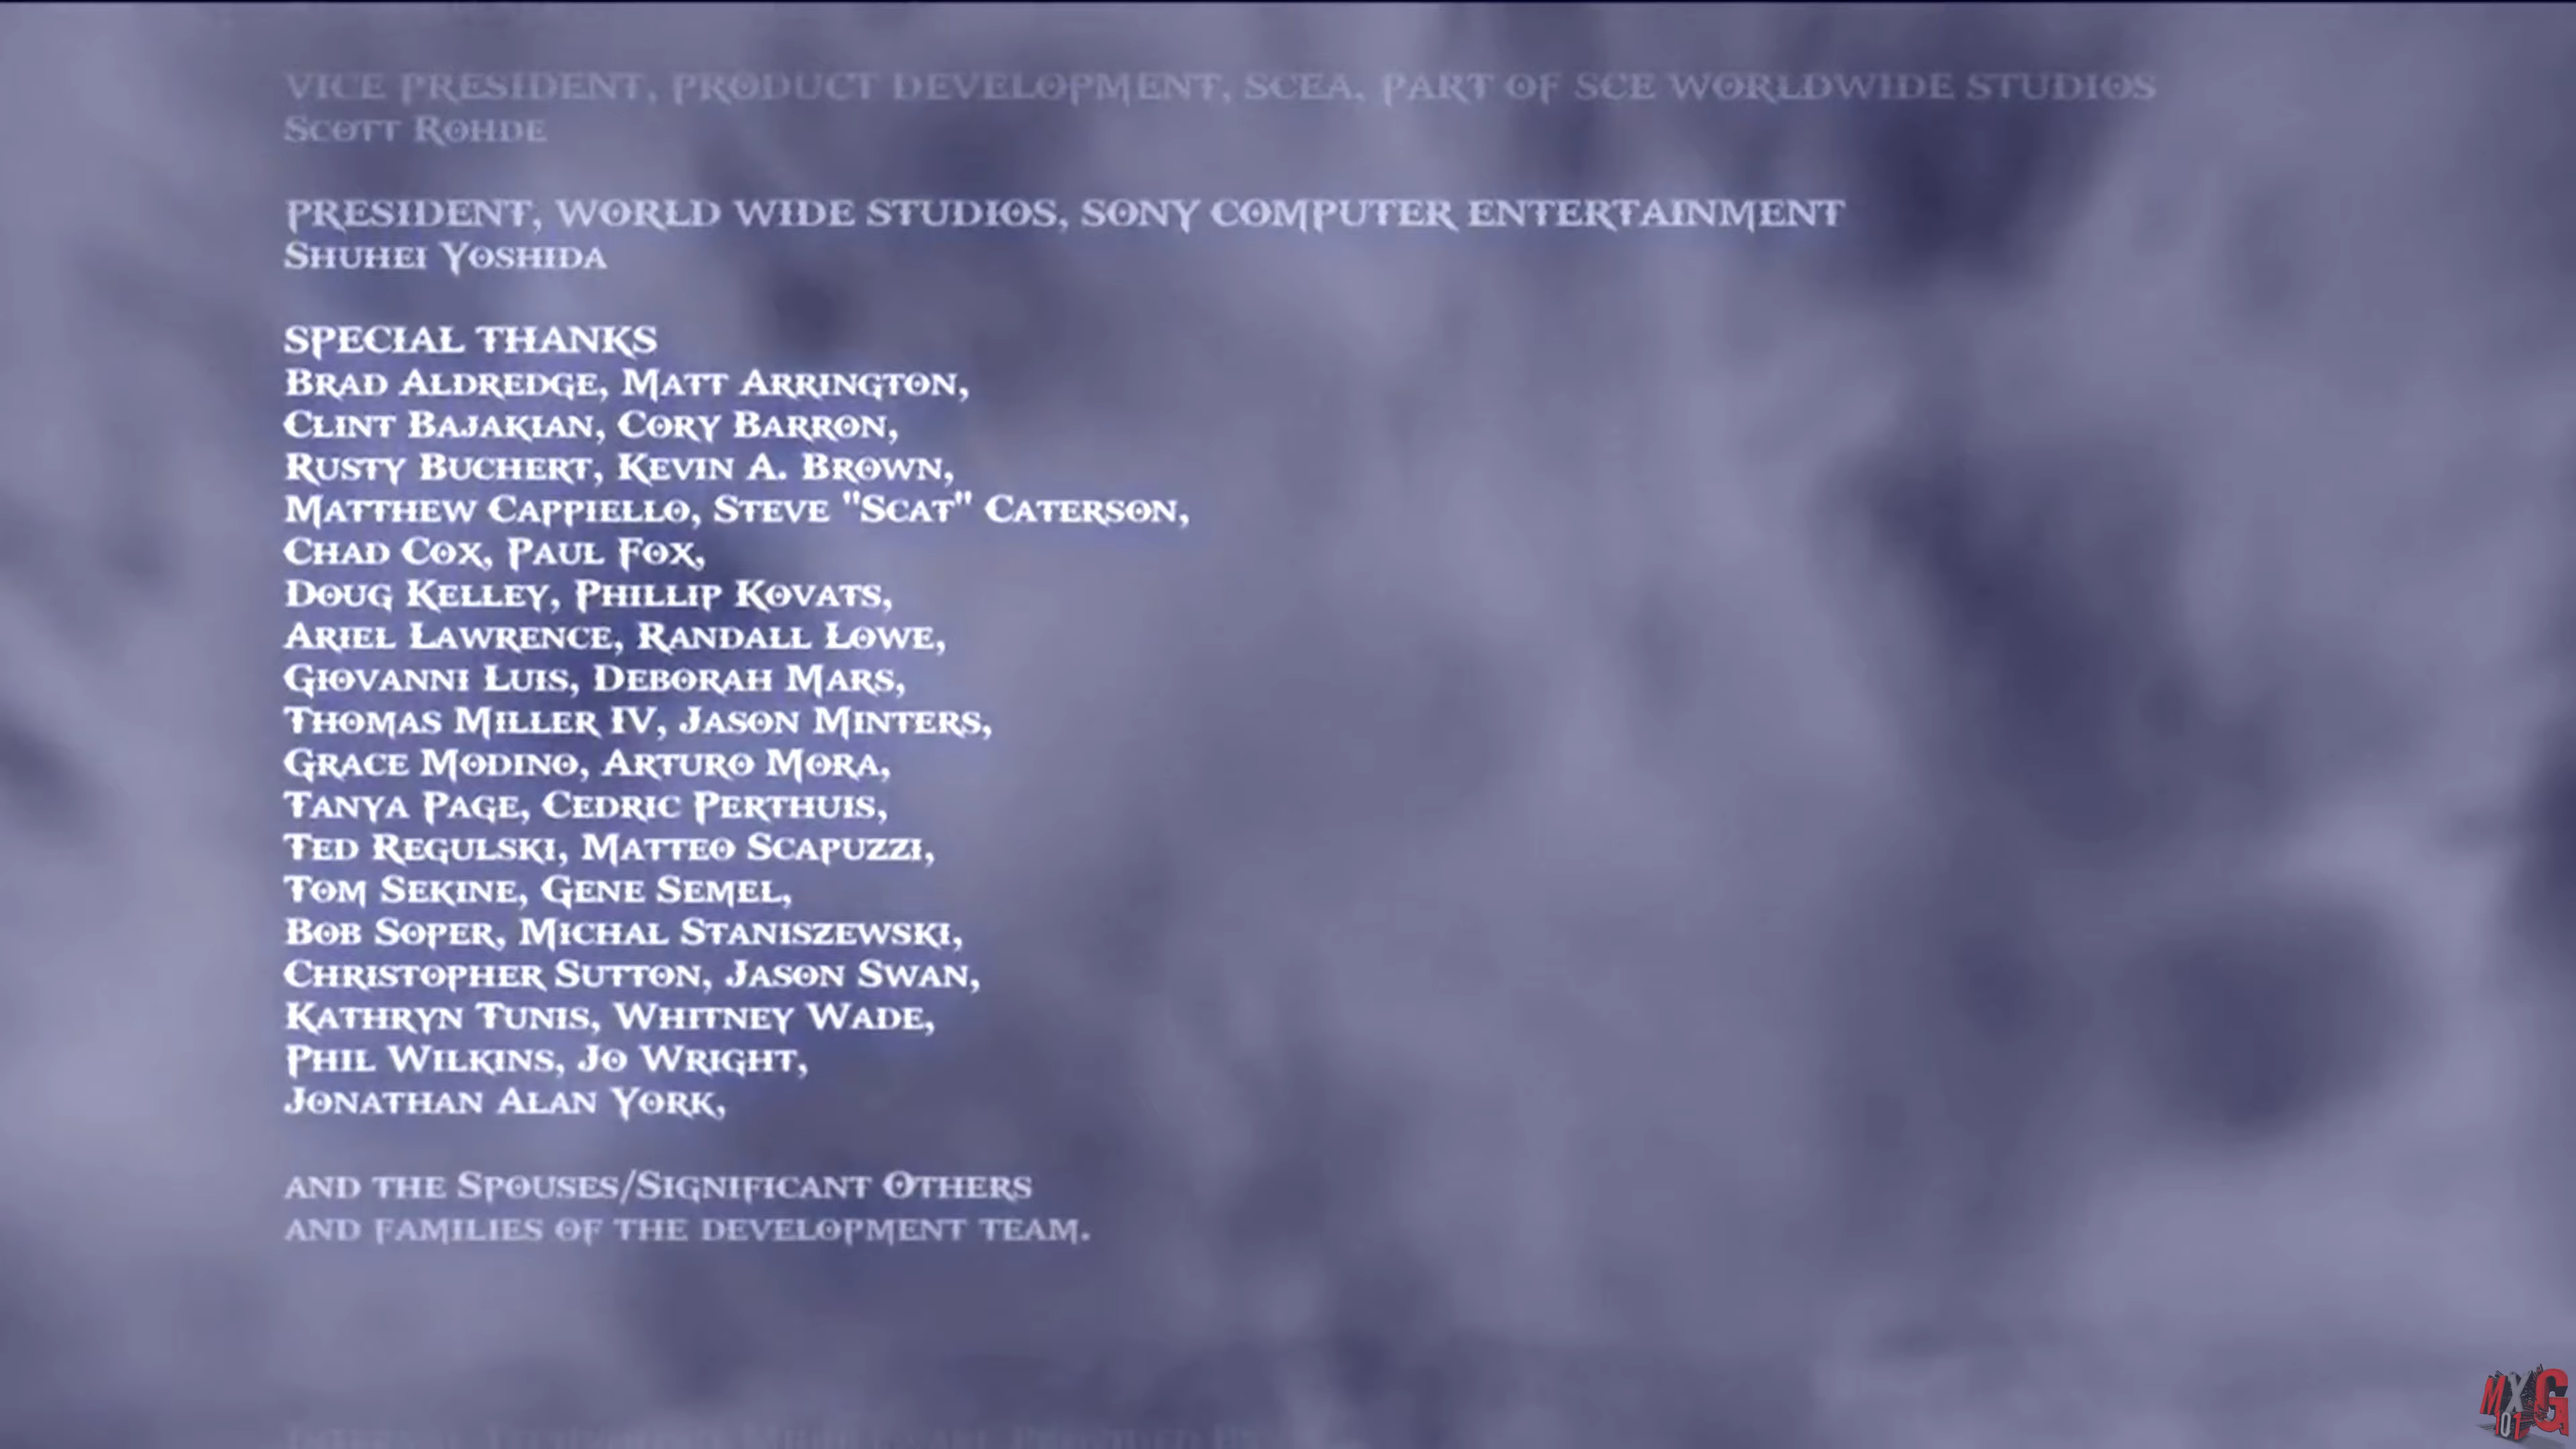 VICE PRESIDENT, PRODUCT DEVELOPMENT, SCEA, PART OF SCE WORLDWIDE STUDIOS
SCOTT ROHDE
PRESIDENT, WORLD WIDE STUDIOS, SONY COMPUTER ENTERTAINMENT
SHUHEI YOSHIDA
SPECIAL THANKS
BRAD ALDREDGE, MATT ARRINGTON,
CLINT BAJAKIAN, CORY BARRON,
RUSTY BUCHERT, KEVIN A. BROWN,
MATTHEW CAPPIELLO, STEVE "SCAT" CATERSON,
CHAD COX, PAUL FOX,
DOUG KELLEY, PHILLIP KOVATS,
ARIEL LAWRENCE, RANDALL LOWE,
GIOVANNI LUIS, DEBORAH MARS,
THOMAS MILLER IV, JASON MINTERS,
GRACE MODINO, ARTURO MORA,
TANYA PAGE, CEDRIC PERTHUIS,
TED REGULSKI, MATTEO SCAPUZZI,
TOM SEKINE, GENE SEMEL,
BOB SOPER, MICHAL STANISZEWSKI,
CHRISTOPHER SUTTON, JASON SWAN,
KATHRYN TUNIS, WHITNEY WADE,
PHIL WILKINS, JO WRIGHT,
JONATHAN ALAN YORK,
AND THE SPOUSES/SIGNIFICANT OTHERS
AND FAMILIES OF THE DEVELOPMENT TEAM.
MXG
101